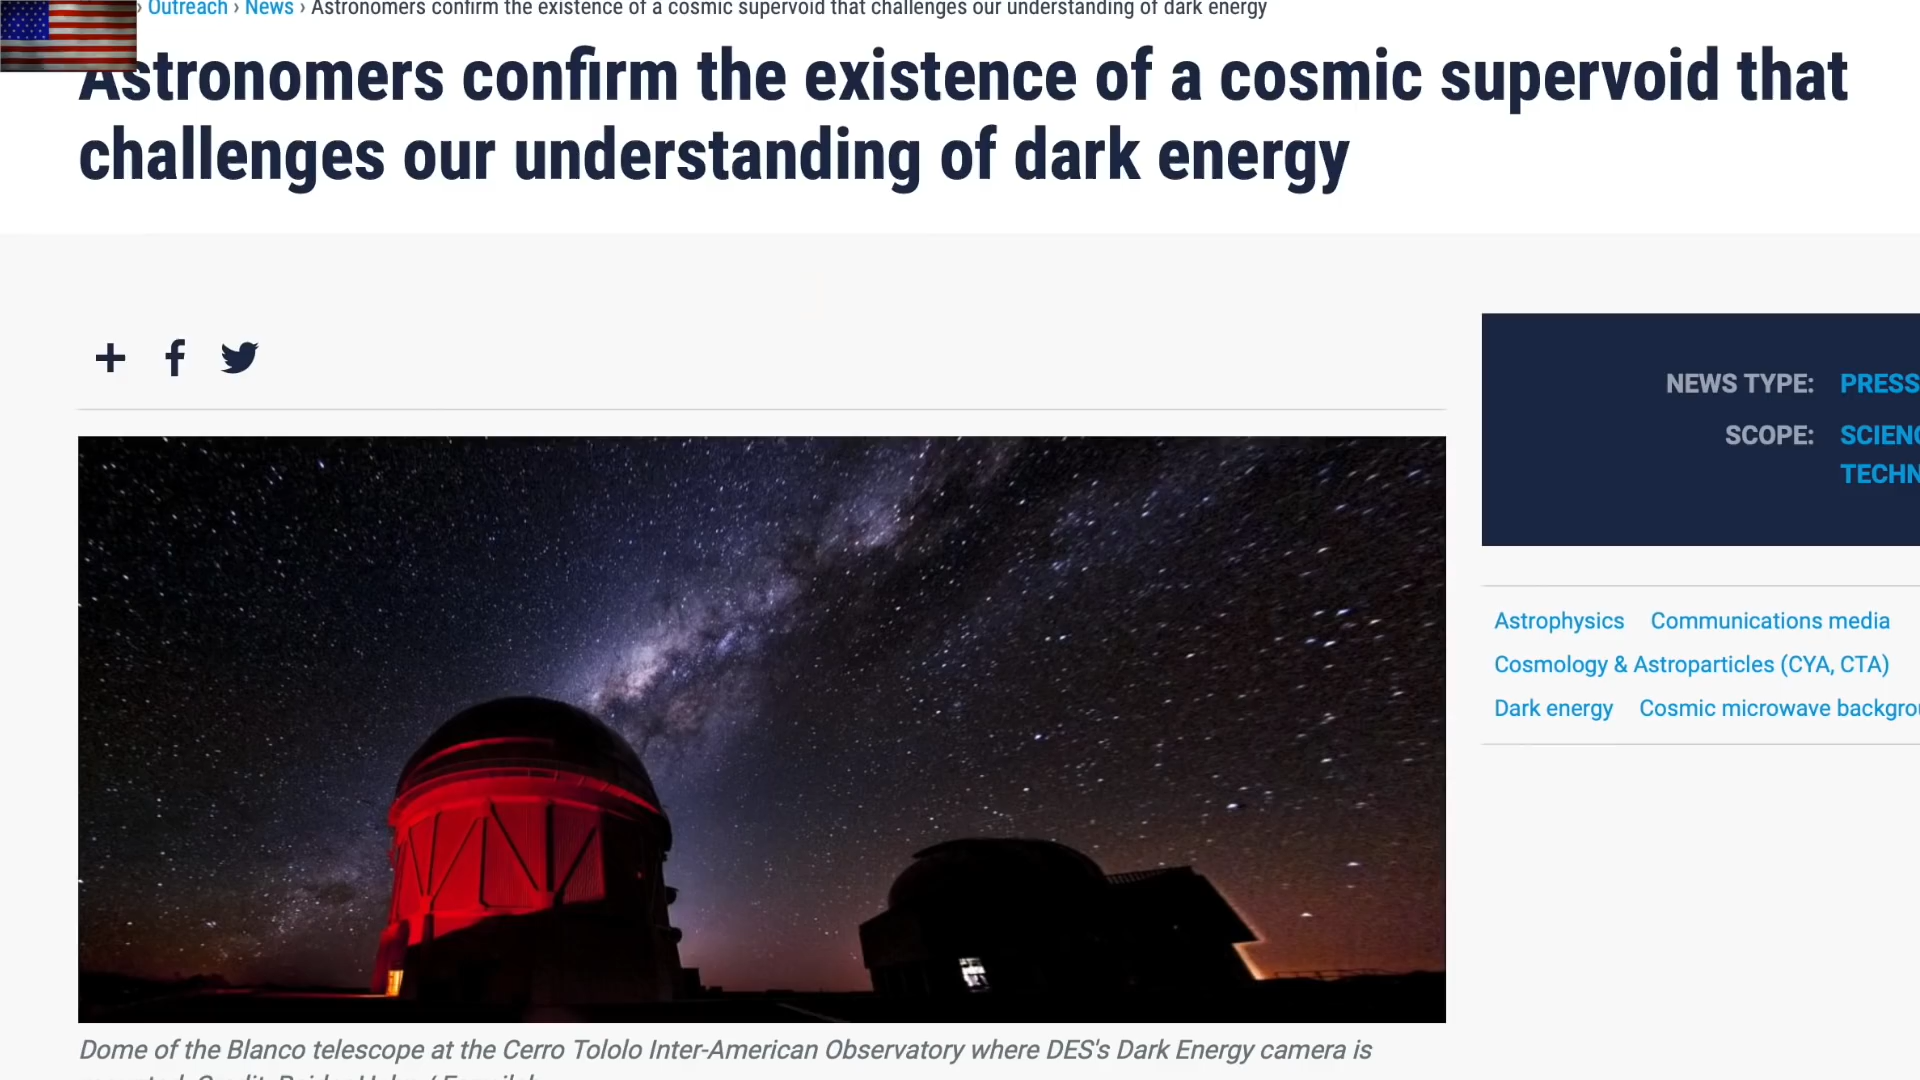 › Outreach › News › Astronomers confirm the existence of a cosmic supervoid that challenges our understanding of dark energy
Astronomers confirm the existence of a cosmic supervoid that
challenges our understanding of dark energy
NEWS TYPE: PRESS
SCOPE: SCIENC
TECHN
Astrophysics Communications media
Cosmology & Astroparticles (CYA, CTA)
Dark energy Cosmic microwave backgrou
Dome of the Blanco telescope at the Cerro Tololo Inter-American Observatory where DES's Dark Energy camera is